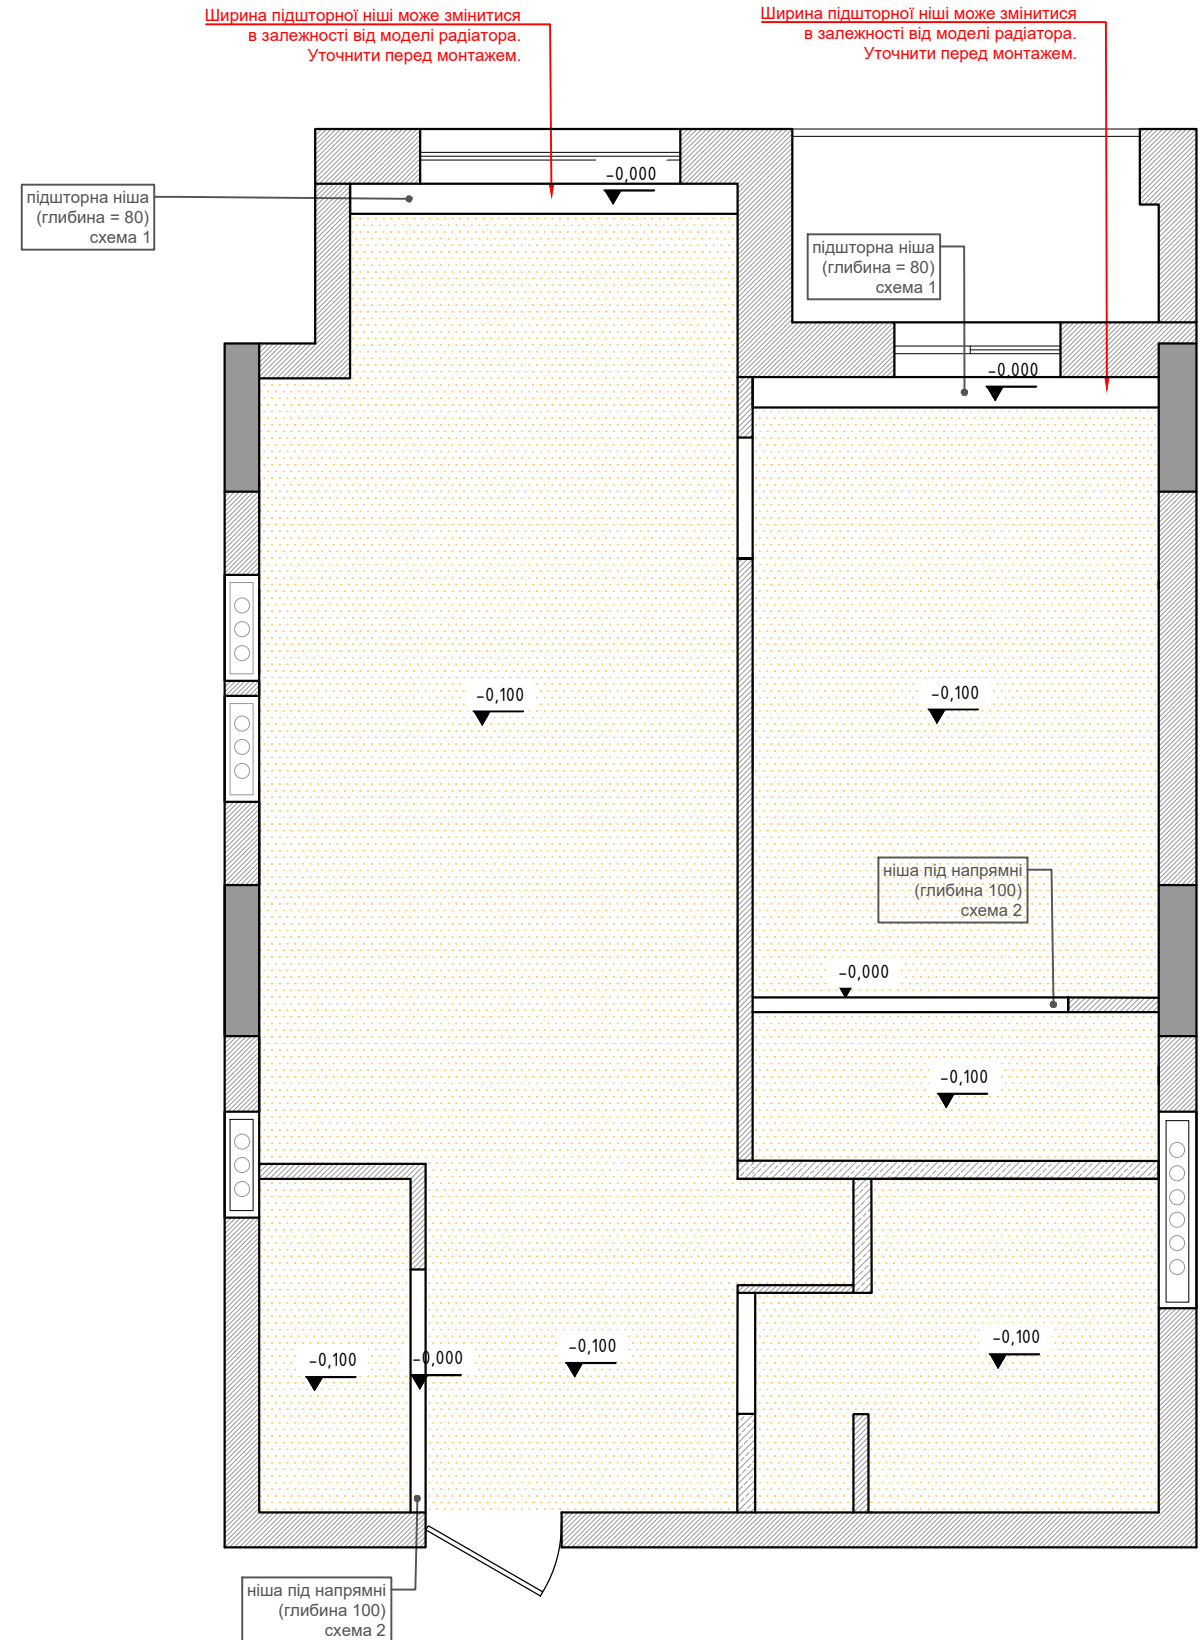 Ширина підшторної ніші може змінитися
в залежності від моделі радіатора.
Уточнити перед монтажем.
Ширина підшторної ніші може змінитися
в залежності від моделі радіатора.
Уточнити перед монтажем.
-0,000
підшторна ніша
(глибина = 80)
схема 1
підшторна ніша
(глибина = 80)
схема 1
-0,000
-0,100
-0,100
ніша під напрямні
(глибина 100)
схема 2
-0,000
-0,100
-0,100
-0,000
-0,100
-0,100
ніша під напрямні
(глибина 100)
схема 2